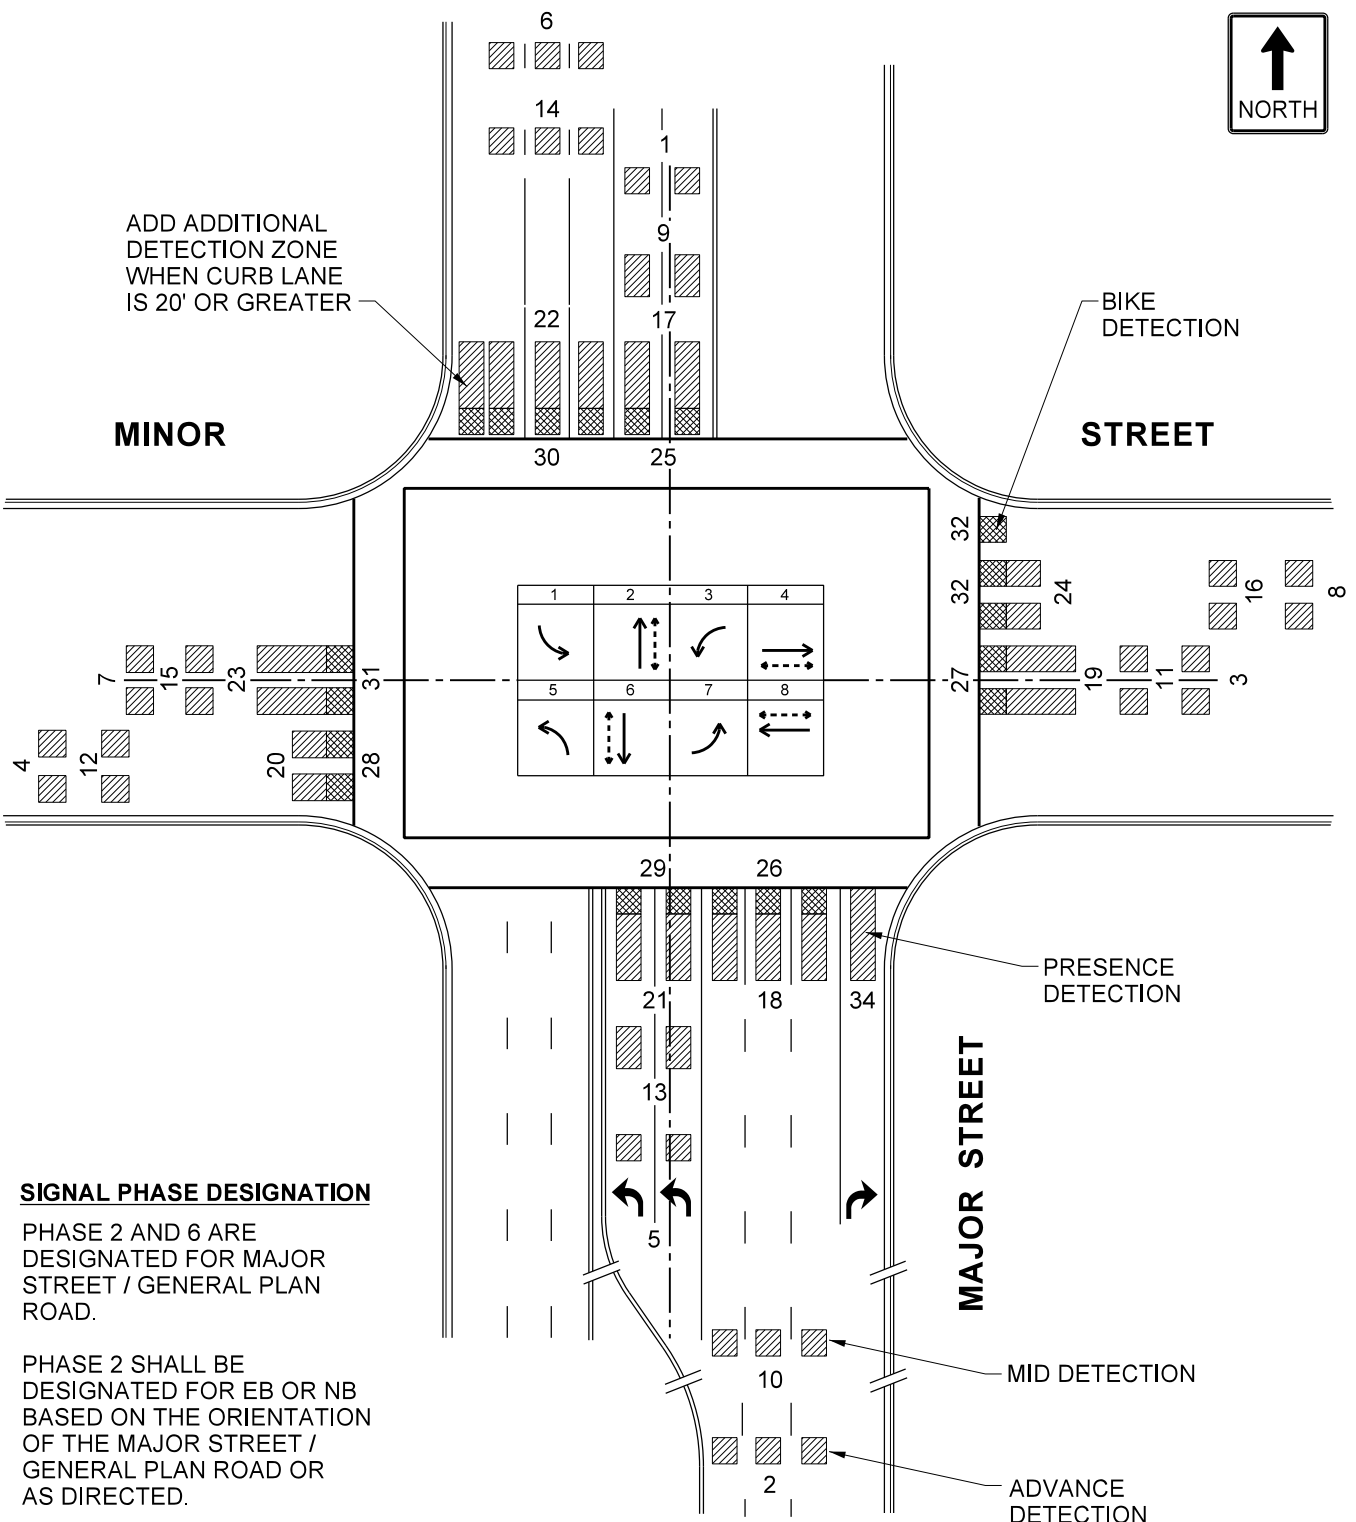 6
NORTH
14
1
ADD ADDITIONAL
DETECTION ZONE
WHEN CURB LANE
IS 20' OR GREATER
9
BIKE
DETECTION
22
17
MINOR
STREET
30
25
32
32
24
16
8
1
2
3
4
7
15
23
31
27
19
11
3
5
6
7
8
4
12
20
28
29
26
PRESENCE
DETECTION
21
18
34
13
MAJOR STREET
SIGNAL PHASE DESIGNATION
PHASE 2 AND 6 ARE
DESIGNATED FOR MAJOR
STREET / GENERAL PLAN
ROAD.
5
PHASE 2 SHALL BE
DESIGNATED FOR EB OR NB
BASED ON THE ORIENTATION
OF THE MAJOR STREET /
GENERAL PLAN ROAD OR
AS DIRECTED.
MID DETECTION
10
2
ADVANCE
DETECTION